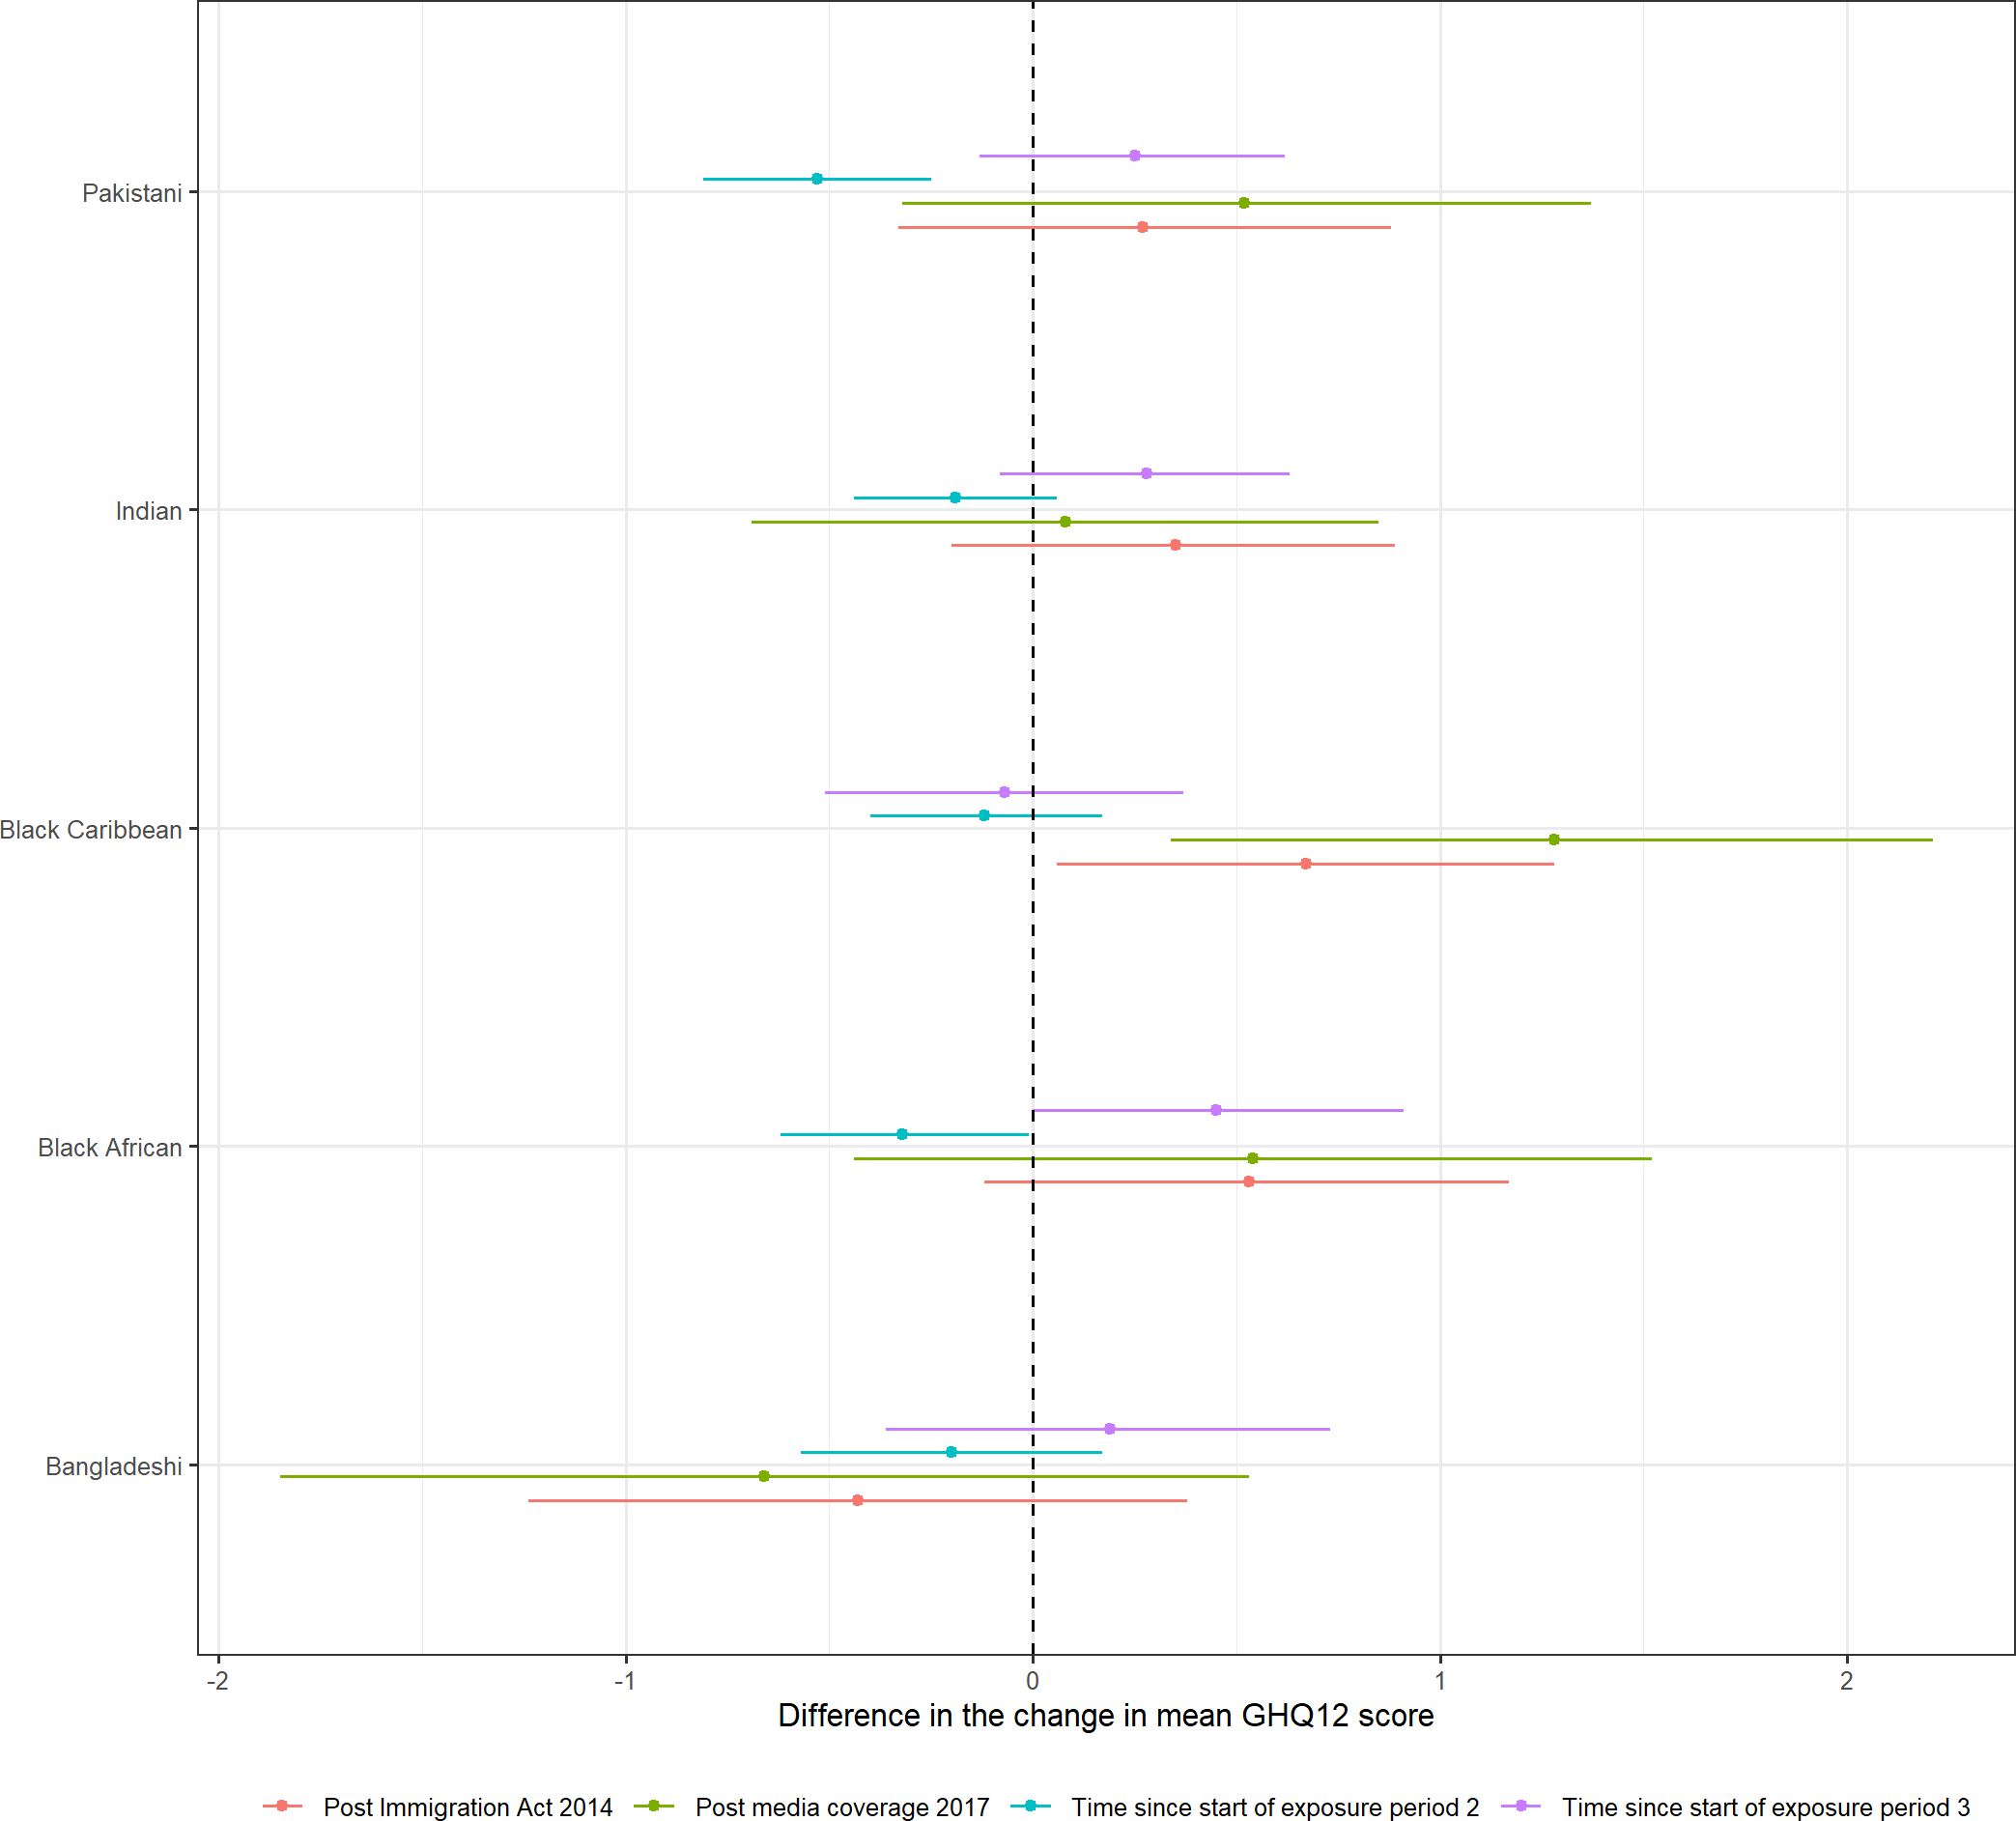 Pakistani
Indian
Black Caribbean
Black African
Bangladeshi
-2 -1 0 1 2
Difference in the change in mean GHQ12 score
Post Immigration Act 2014 Post media coverage 2017 Time since start of exposure period 2 Time since start of exposure period 3